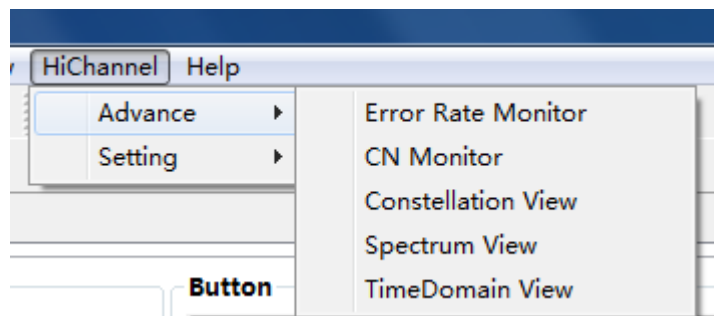 HiChannel Help
Advance
Setting
Error Rate Monitor
CN Monitor
Constellation View
Spectrum View
TimeDomain View
Button